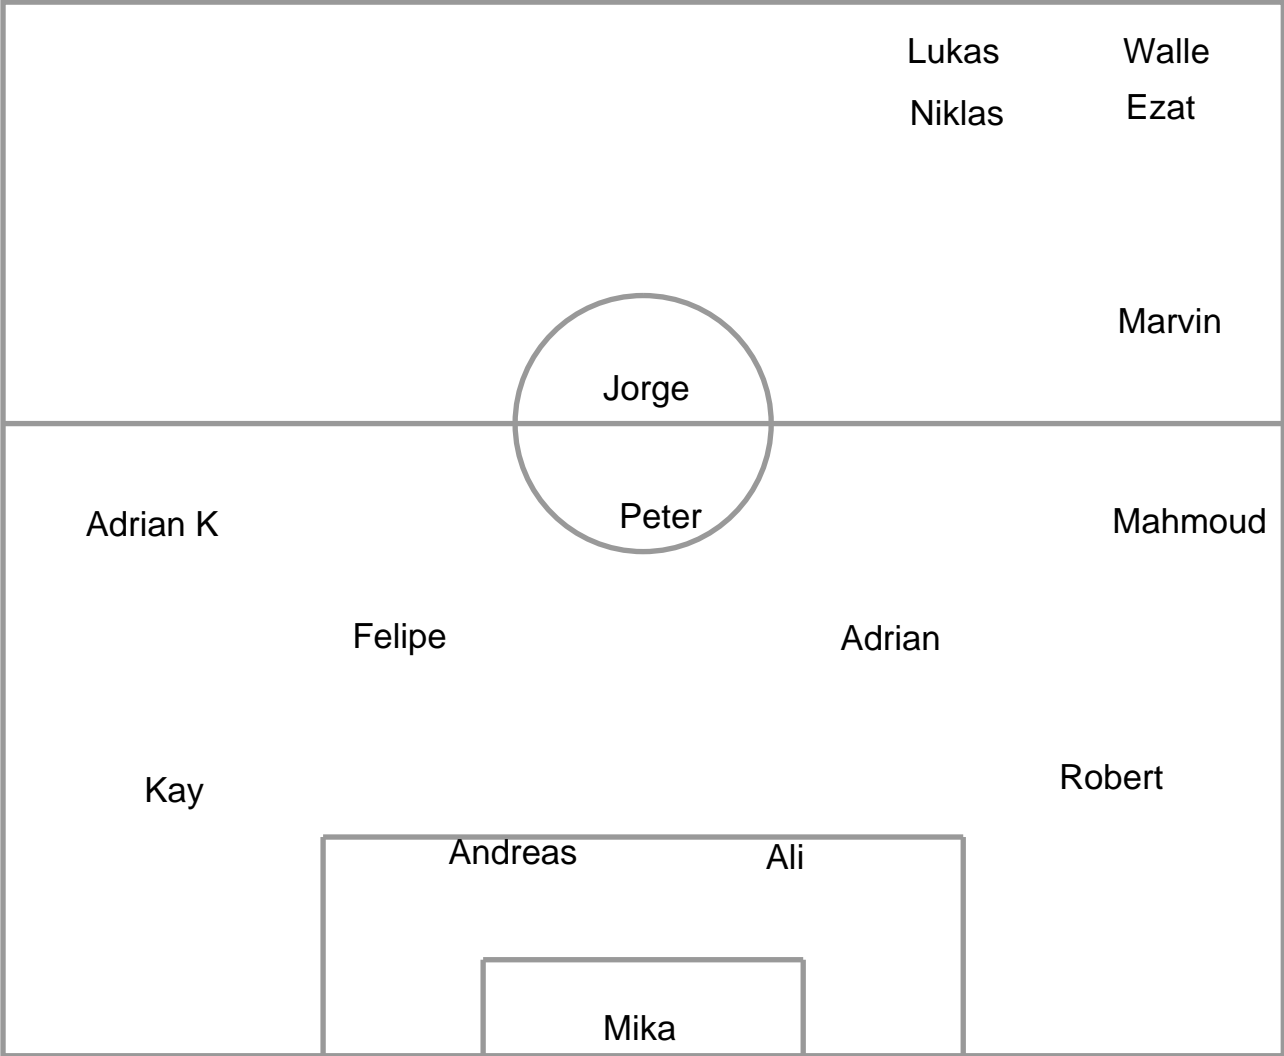 Lukas Walle
Niklas Ezat
Marvin
Jorge
Peter
Adrian K Mahmoud
Felipe Adrian
Kay Robert
Andreas Ali
Mika